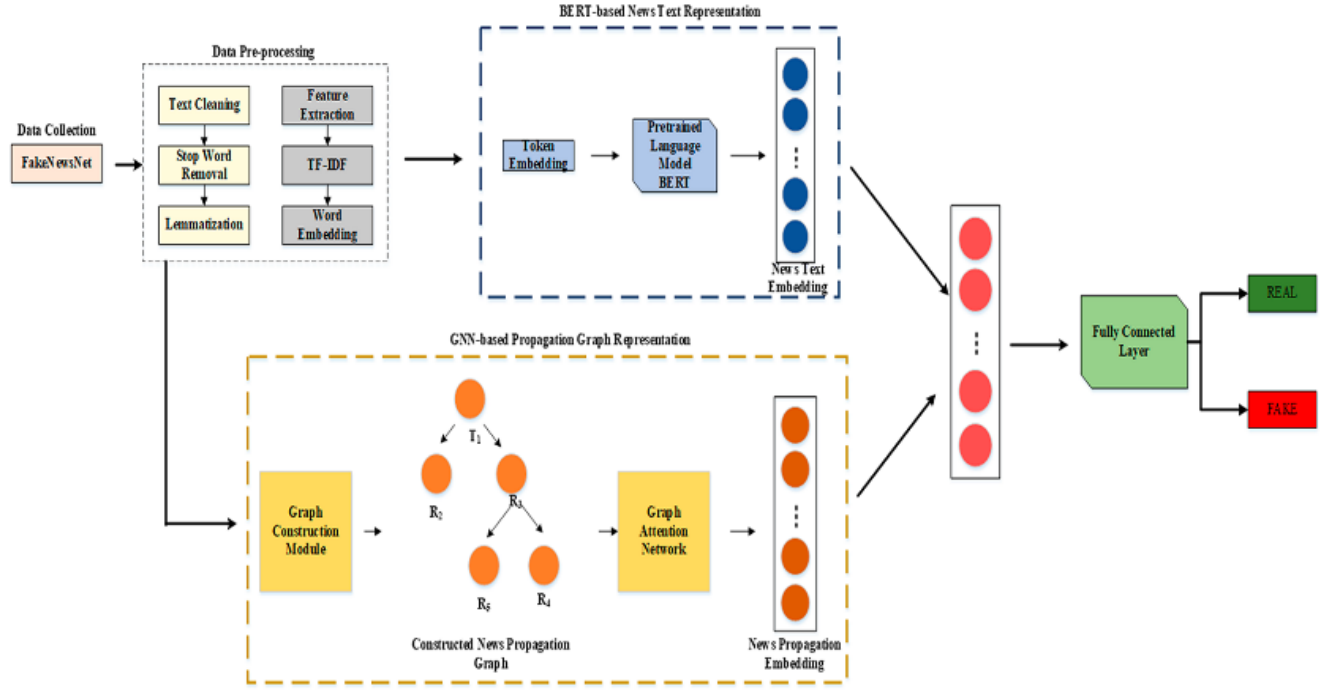 BERT-based News Text Representation
Data Pre-processing
Data Collection
FakeNewsNet
Text Cleaning
Stop Word
Removal
Lemmatization
Feature
Extraction
TF-IDF
Word
Embedding
Token
Embedding
Pretrained
Language
Model
BERT
News Text
Embedding
GNN-based Propagation Graph Representation
Graph
Construction
Module
T₁
R₂
R₃
R₅
R₄
Constructed News Propagation
Graph
Graph
Attention
Network
News Propagation
Embedding
Fully Connected
Layer
REAL
FAKE